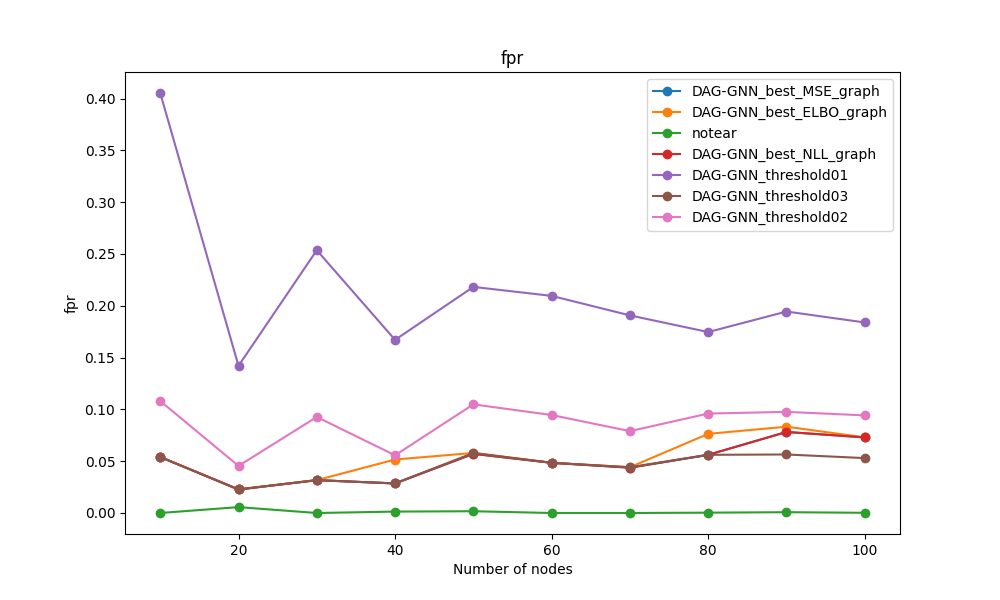 fpr
DAG-GNN_best_MSE_graph
DAG-GNN_best_ELBO_graph
notear
DAG-GNN_best_NLL_graph
DAG-GNN_threshold01
DAG-GNN_threshold03
DAG-GNN_threshold02
fpr
0.40
0.35
0.30
0.25
0.20
0.15
0.10
0.05
0.00
20 40 60 80 100
Number of nodes